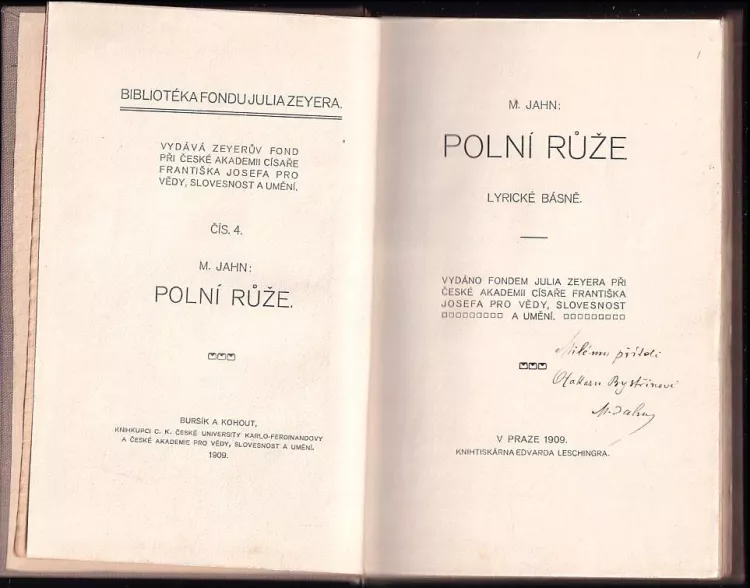 BIBLIOTÉKA FONDU JULIA ZEYERA.
VYDÁVÁ ZEYERŮV FOND
PŘI ČESKÉ AKADEMII CÍSAŘE
FRANTIŠKA JOSEFA PRO
VĚDY, SLOVESNOST A UMĚNÍ.
ČÍS. 4.
M. JAHN:
POLNÍ RŮŽE.
BURSÍK A KOHOUT,
KNIHKUPCI C. K. ČESKÉ UNIVERSITY KARLO-FERDINANDOVY
A ČESKÉ AKADEMIE PRO VĚDY, SLOVESNOST A UMĚNÍ.
1909.
M. JAHN:
POLNÍ RŮŽE
LYRICKÉ BÁSNĚ.
VYDÁNO FONDEM JULIA ZEYERA PŘI
ČESKÉ AKADEMII CÍSAŘE FRANTIŠKA
JOSEFA PRO VĚDY, SLOVESNOST
A UMĚNÍ.
Milému příteli
Otakaru Bystřinovi
M. Jahn
V PRAZE 1909.
KNIHTISKÁRNA EDVARDA LESCHINGRA.